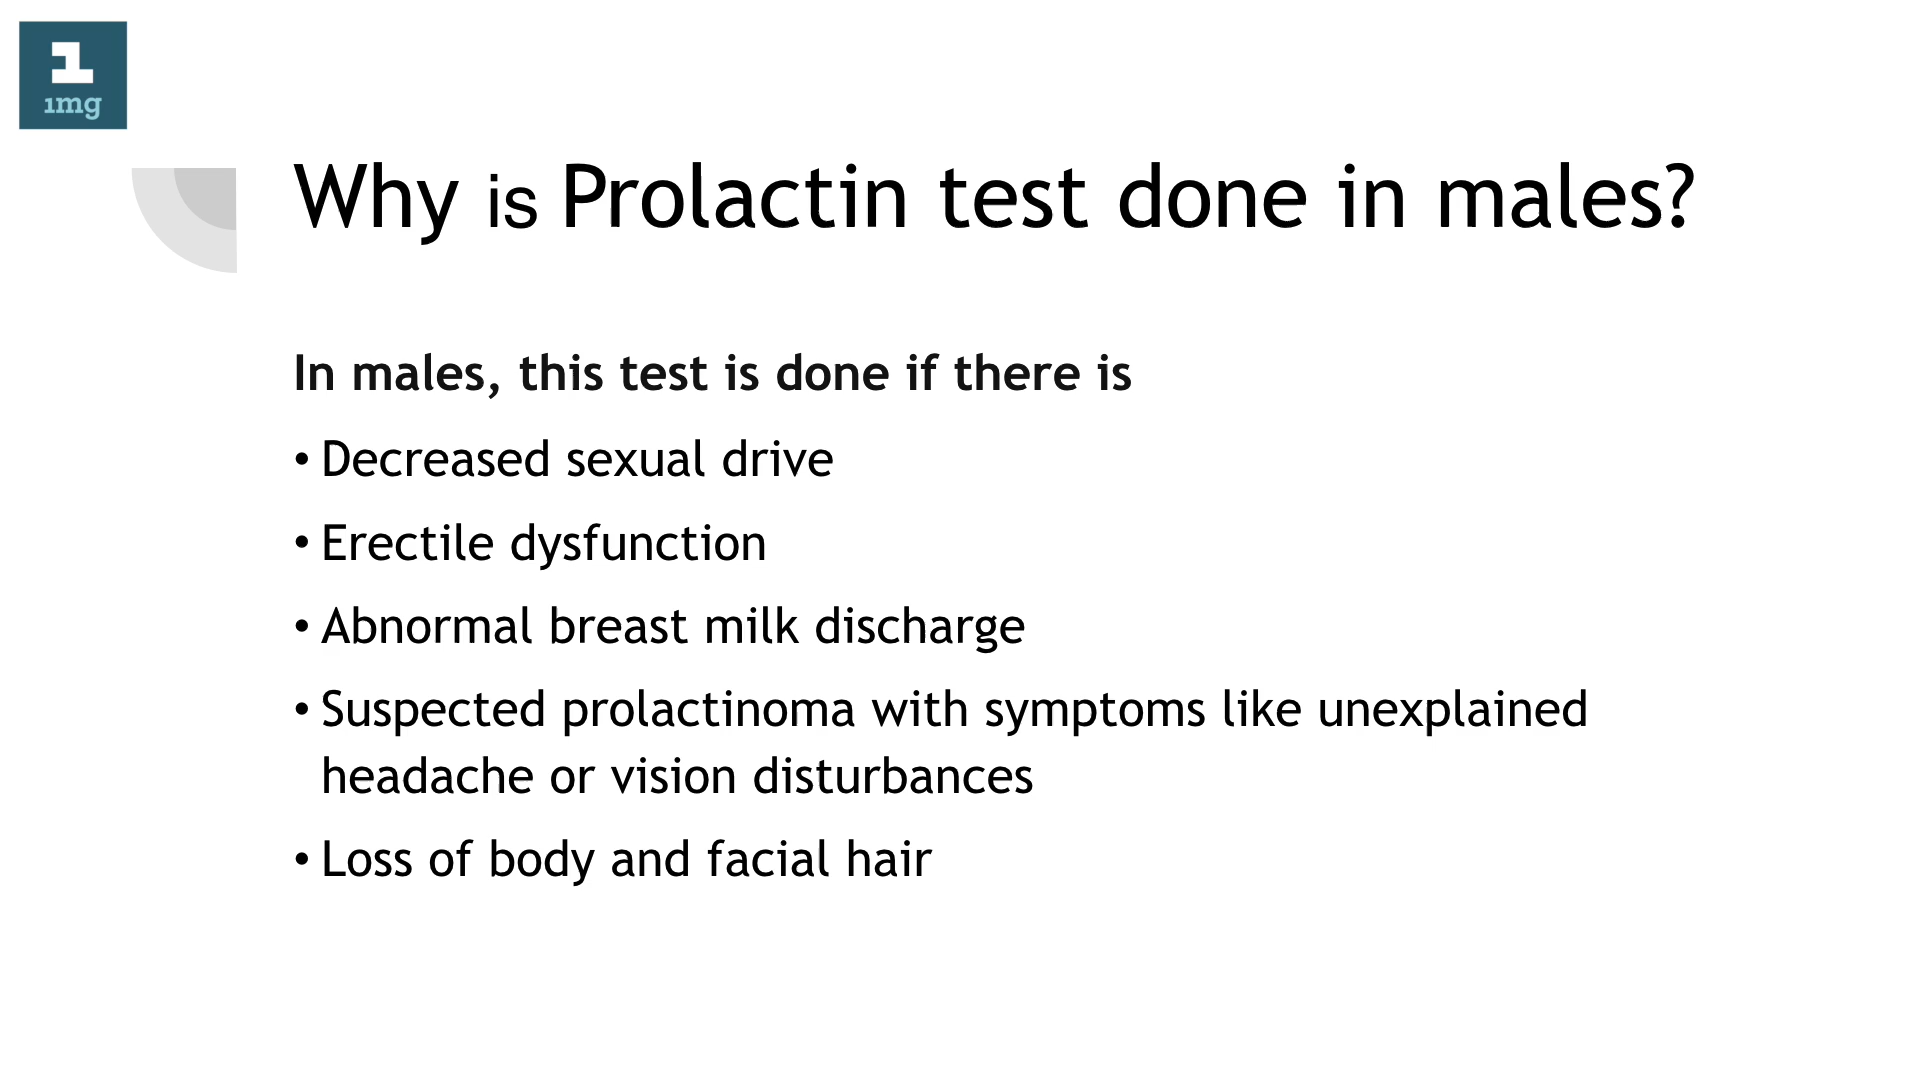 1
1mg
Why is Prolactin test done in males?
In males, this test is done if there is
• Decreased sexual drive
• Erectile dysfunction
• Abnormal breast milk discharge
• Suspected prolactinoma with symptoms like unexplained
headache or vision disturbances
• Loss of body and facial hair